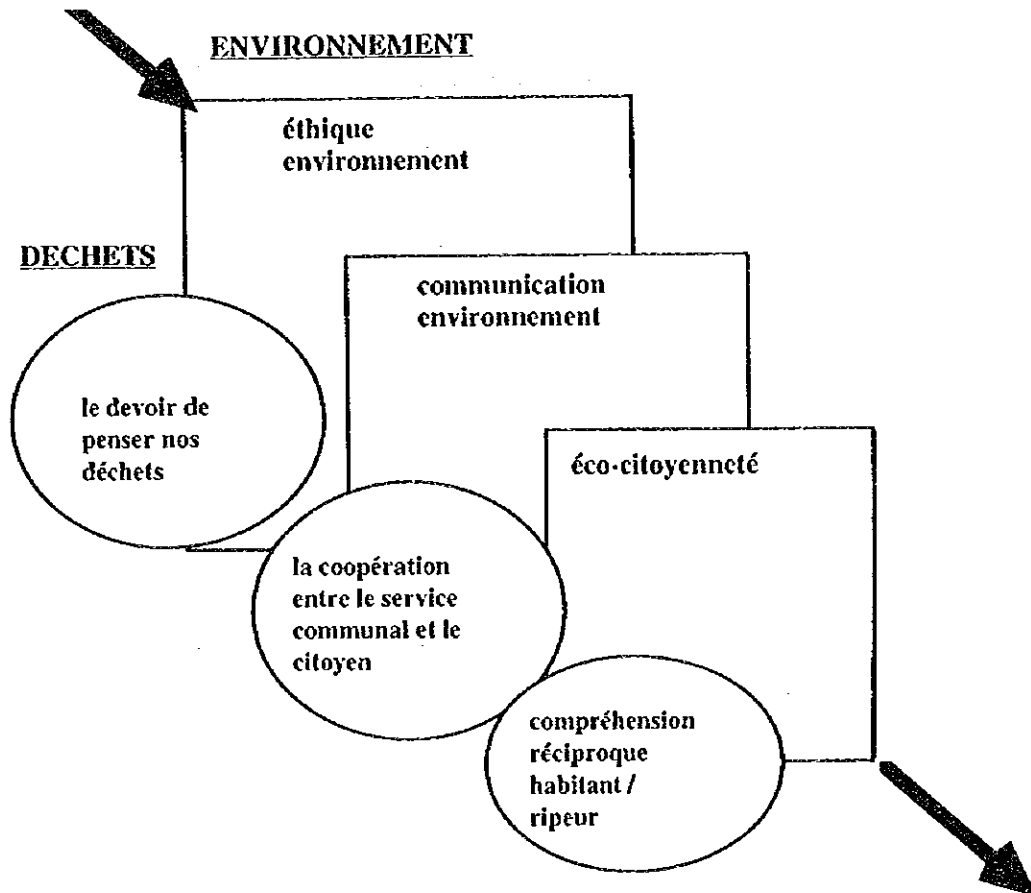 ENVIRONNEMENT
éthique
environnement
DECHETS
communication
environnement
le devoir de
penser nos
déchets
éco-citoyenneté
la coopération
entre le service
communal et le
citoyen
compréhension
réciproque
habitant /
ripeur